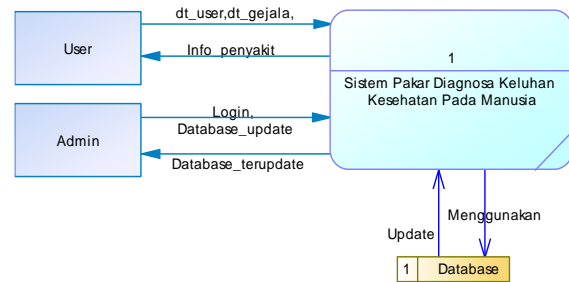 dt_user,dt_gejala,
User
Info_penyakit
1
Sistem Pakar Diagnosa Keluhan
Kesehatan Pada Manusia
Login,
Database_update
Admin
Database_terupdate
Menggunakan
Update
1 Database